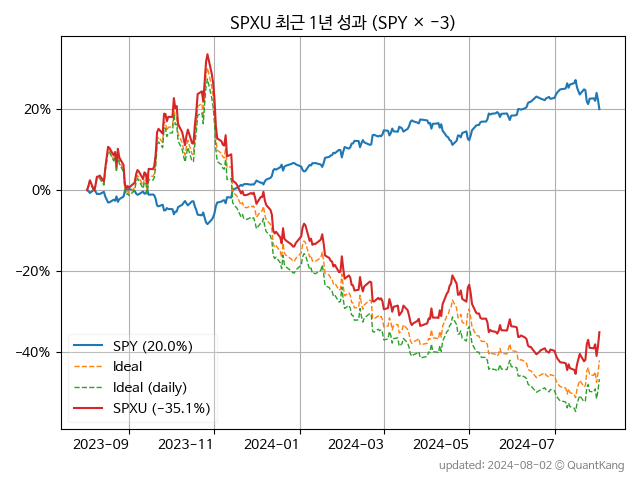 SPXU 최근 1년 성과 (SPY × −3)
20%
0%
−20%
−40%
SPY (20.0%)
Ideal
Ideal (daily)
SPXU (−35.1%)
2023-09 2023-11 2024-01 2024-03 2024-05 2024-07
updated: 2024-08-02 © QuantKang